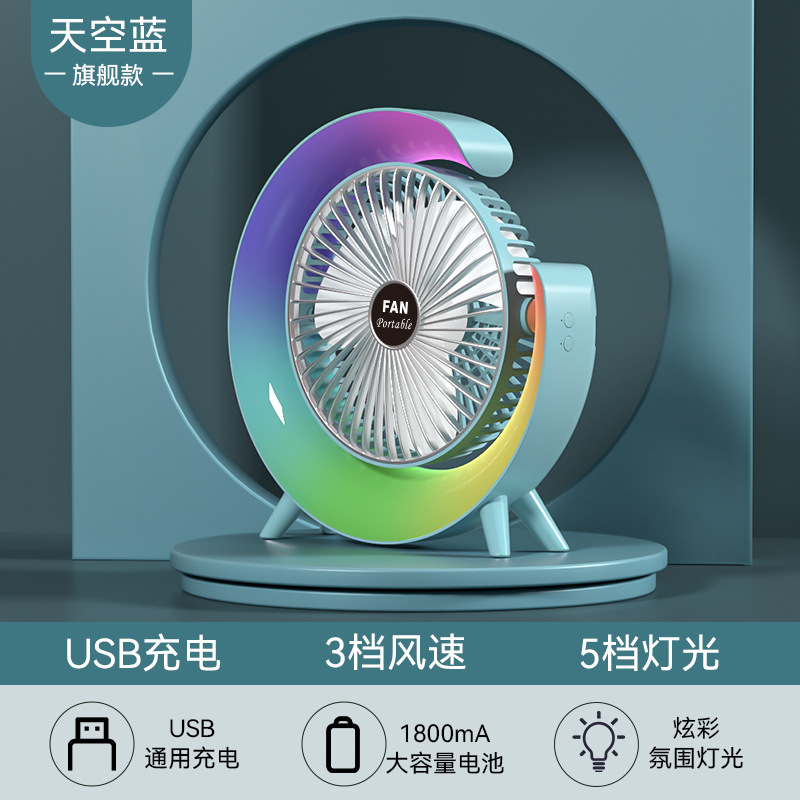 天空蓝
旗舰款
FAN
Portable
USB充电
3档风速
5档灯光
USB
通用充电
1800mA
大容量电池
炫彩
氛围灯光